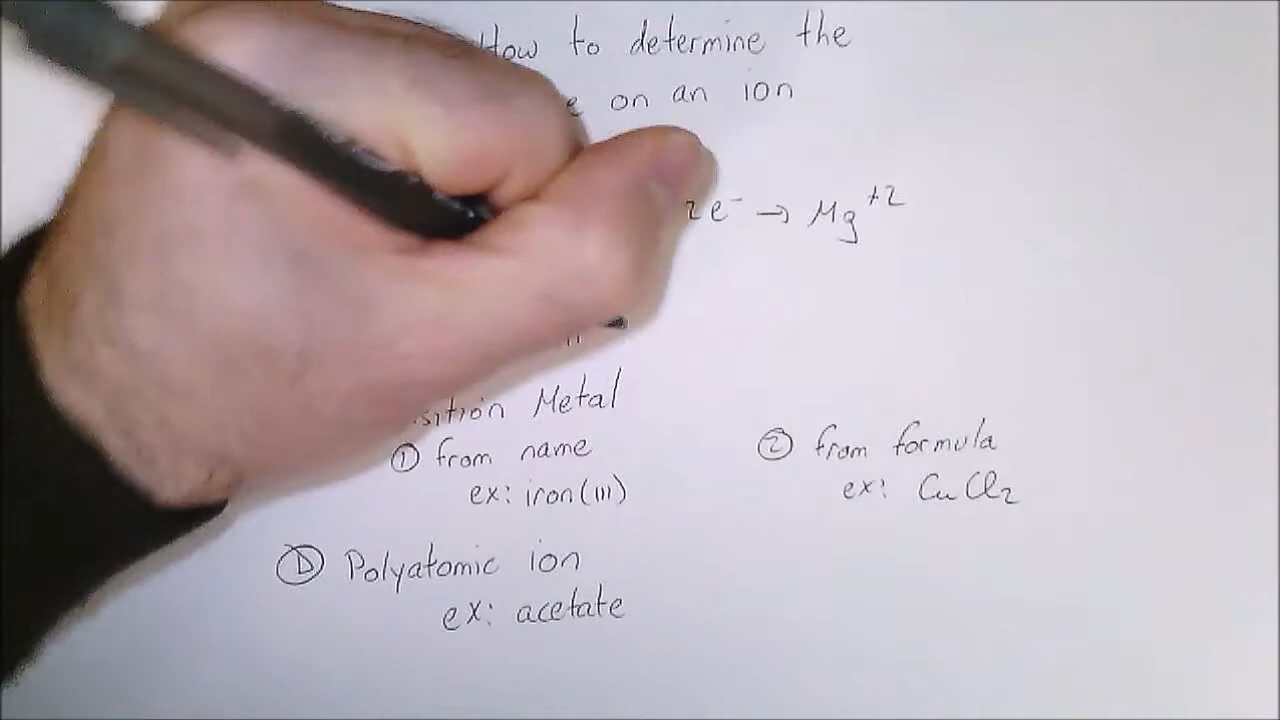 How to determine the
on an ion
2e⁻ → Mg⁺²
Metal
① from name
ex: iron(III)
② from formula
ex: CuCl₂
Ⓓ Polyatomic ion
ex: acetate